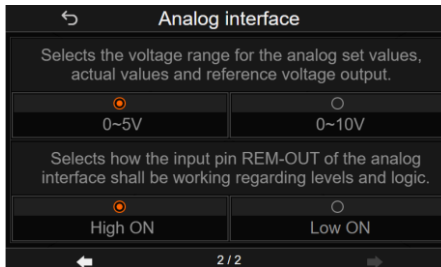 Analog interface
Selects the voltage range for the analog set values,
actual values and reference voltage output.
0~5V
0~10V
Selects how the input pin REM-OUT of the analog
interface shall be working regarding levels and logic.
High ON
Low ON
2 / 2